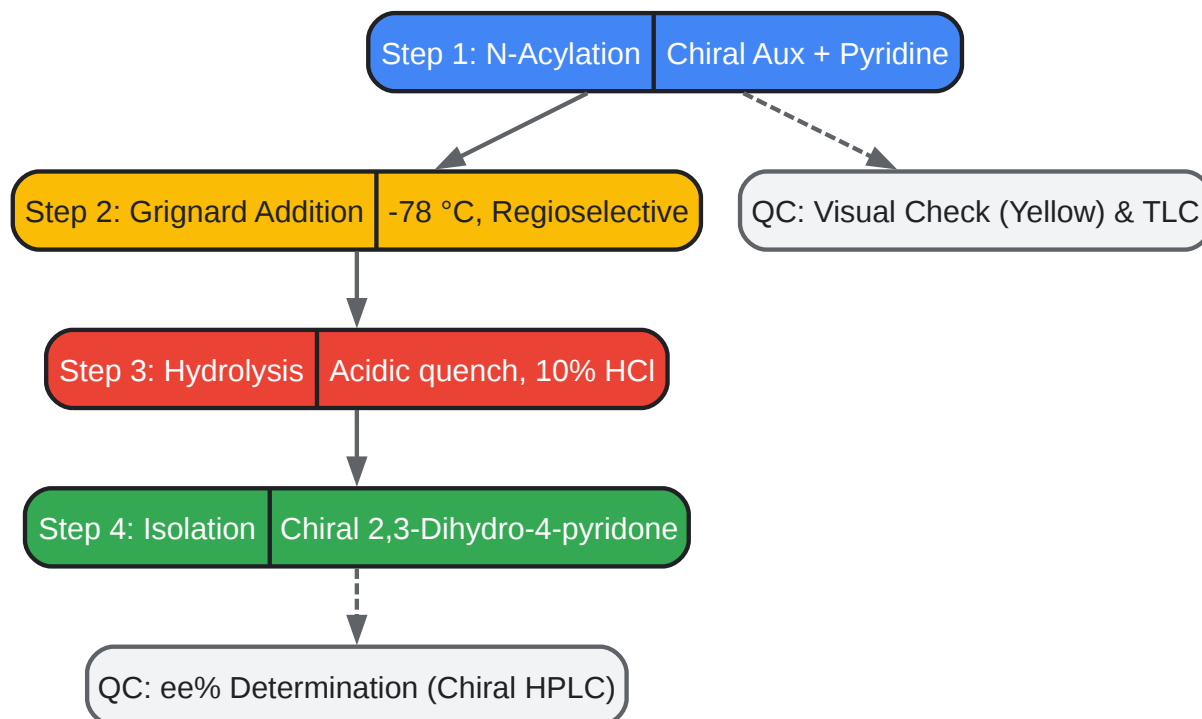 Step 1: N-Acylation
Chiral Aux + Pyridine
Step 2: Grignard Addition
-78 °C, Regioselective
QC: Visual Check (Yellow) & TLC
Step 3: Hydrolysis
Acidic quench, 10% HCl
Step 4: Isolation
Chiral 2,3-Dihydro-4-pyridone
QC: ee% Determination (Chiral HPLC)